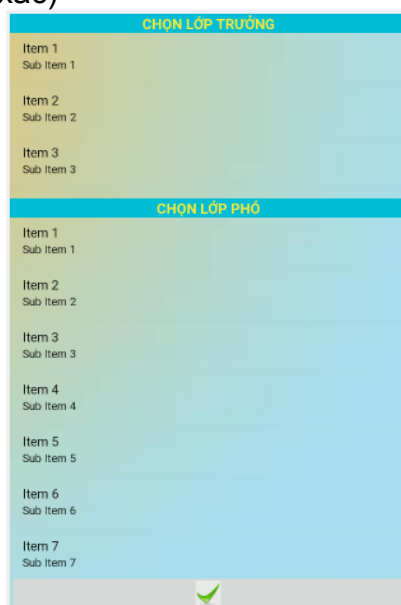 xác)
CHỌN LỚP TRƯỞNG
Item 1
Sub Item 1
Item 2
Sub Item 2
Item 3
Sub Item 3
CHỌN LỚP PHÓ
Item 1
Sub Item 1
Item 2
Sub Item 2
Item 3
Sub Item 3
Item 4
Sub Item 4
Item 5
Sub Item 5
Item 6
Sub Item 6
Item 7
Sub Item 7